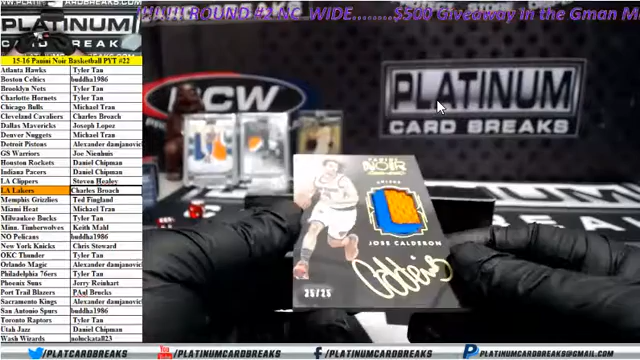 !!!!!! ROUND #2 NC WIDE.......$500 Giveaway in the Gman M
PLATINUM
15-16 Panini Noir Basketball PYT #22
Atlanta Hawks Tyler Tan
Boston Celtics buddha1986
Brooklyn Nets Tyler Tan
Charlotte Hornets Tyler Tan
Chicago Bulls Michael Tran
Cleveland Cavaliers Charles Broach
Dallas Mavericks Joseph Lopez
Denver Nuggets Michael Tran
Detroit Pistons Alexander damjanovic
GS Warriors Joe Nienhuis
Houston Rockets Daniel Chipman
Indiana Pacers Daniel Chipman
LA Clippers Steven Healey
LA Lakers Charles Broach
Memphis Grizzlies Ted Fingland
Miami Heat Michael Tran
Milwaukee Bucks Tyler Tan
Minn. Timberwolves Keith Mahl
NO Pelicans buddha1986
New York Knicks Chris Steward
OKC Thunder Tyler Tan
Orlando Magic Alexander damjanovic
Philadelphia 76ers Tyler Tan
Phoenix Suns Jerry Reinhart
Port Trail Blazers PAul Brucks
Sacramento Kings Alexander damjanovic
San Antonio Spurs buddha1986
Toronto Raptors Tyler Tan
Utah Jazz Daniel Chipman
Wash Wizards
CW
PLATINUM
CARD BREAKS
NOIR
JOSE CALDERON
25/25
/PLATCARDBREAKS
PLATINUMCARDBREAKS
/PLATINUMCARDBREAKS
PLATINUMCARDBREAKS@GMAIL.COM